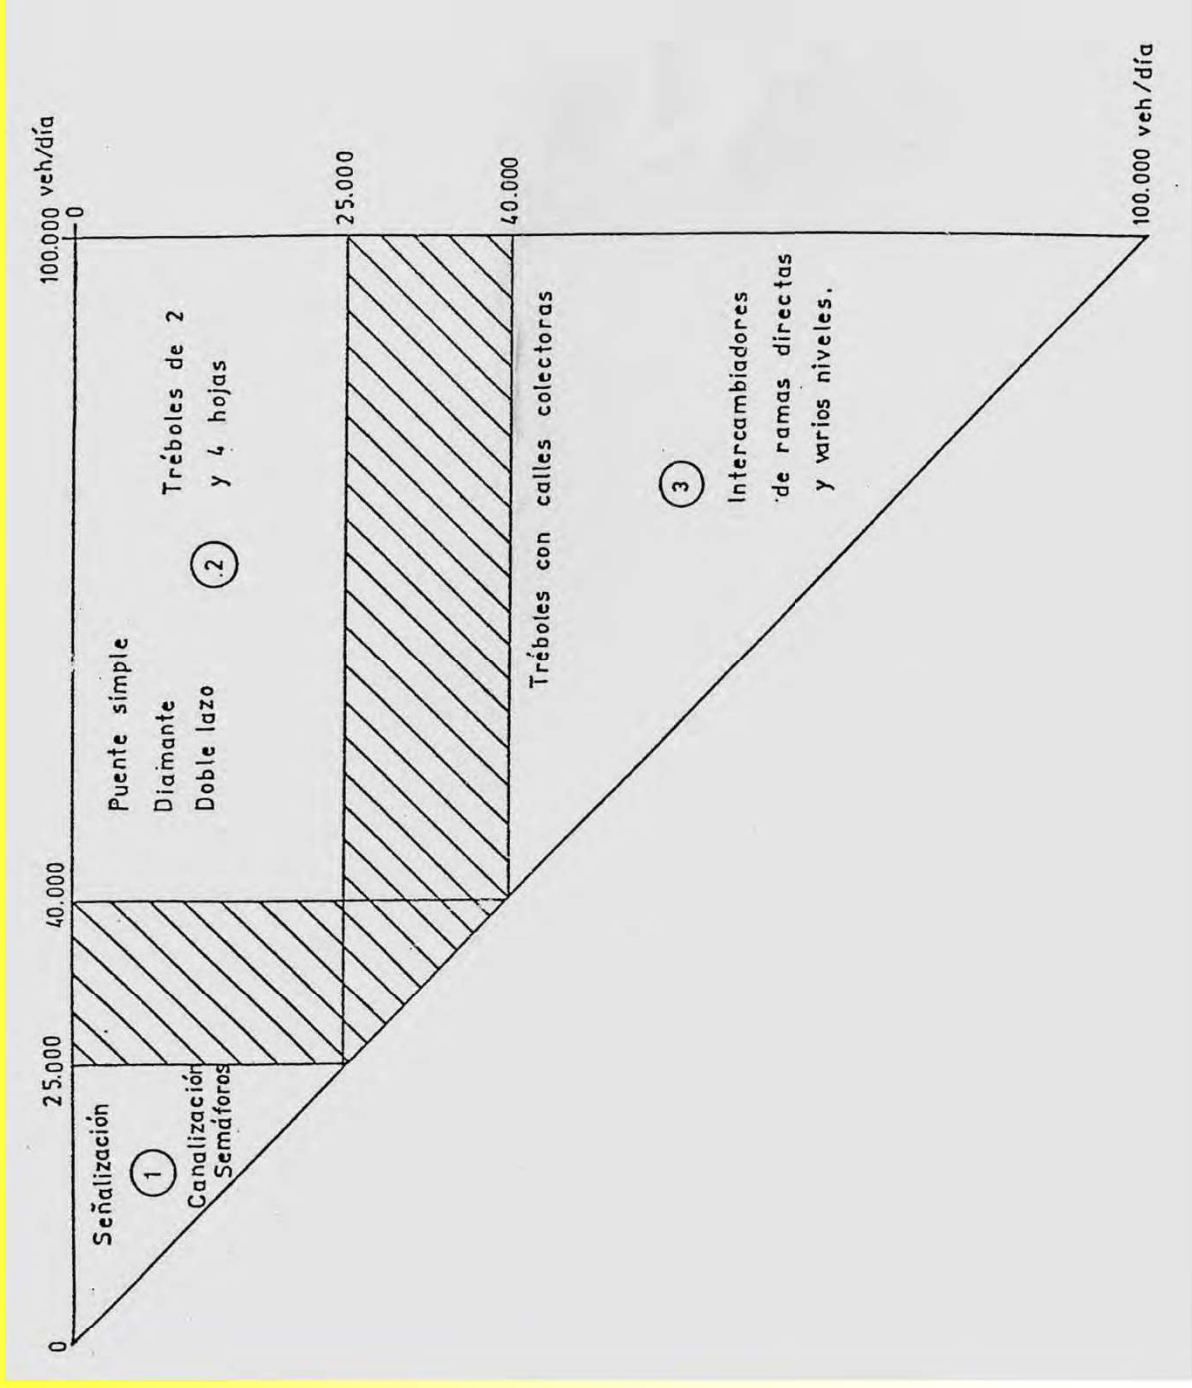 0
25.000
40.000
100.000 veh/día
0
25.000
40.000
100.000 veh/día
Señalización
1
Canalización
Semáforos
Puente simple
Diamante
Doble lazo
.2
Tréboles de 2
y 4 hojas
Tréboles con calles colectoras
3
Intercambiadores
de ramas directas
y varios niveles.